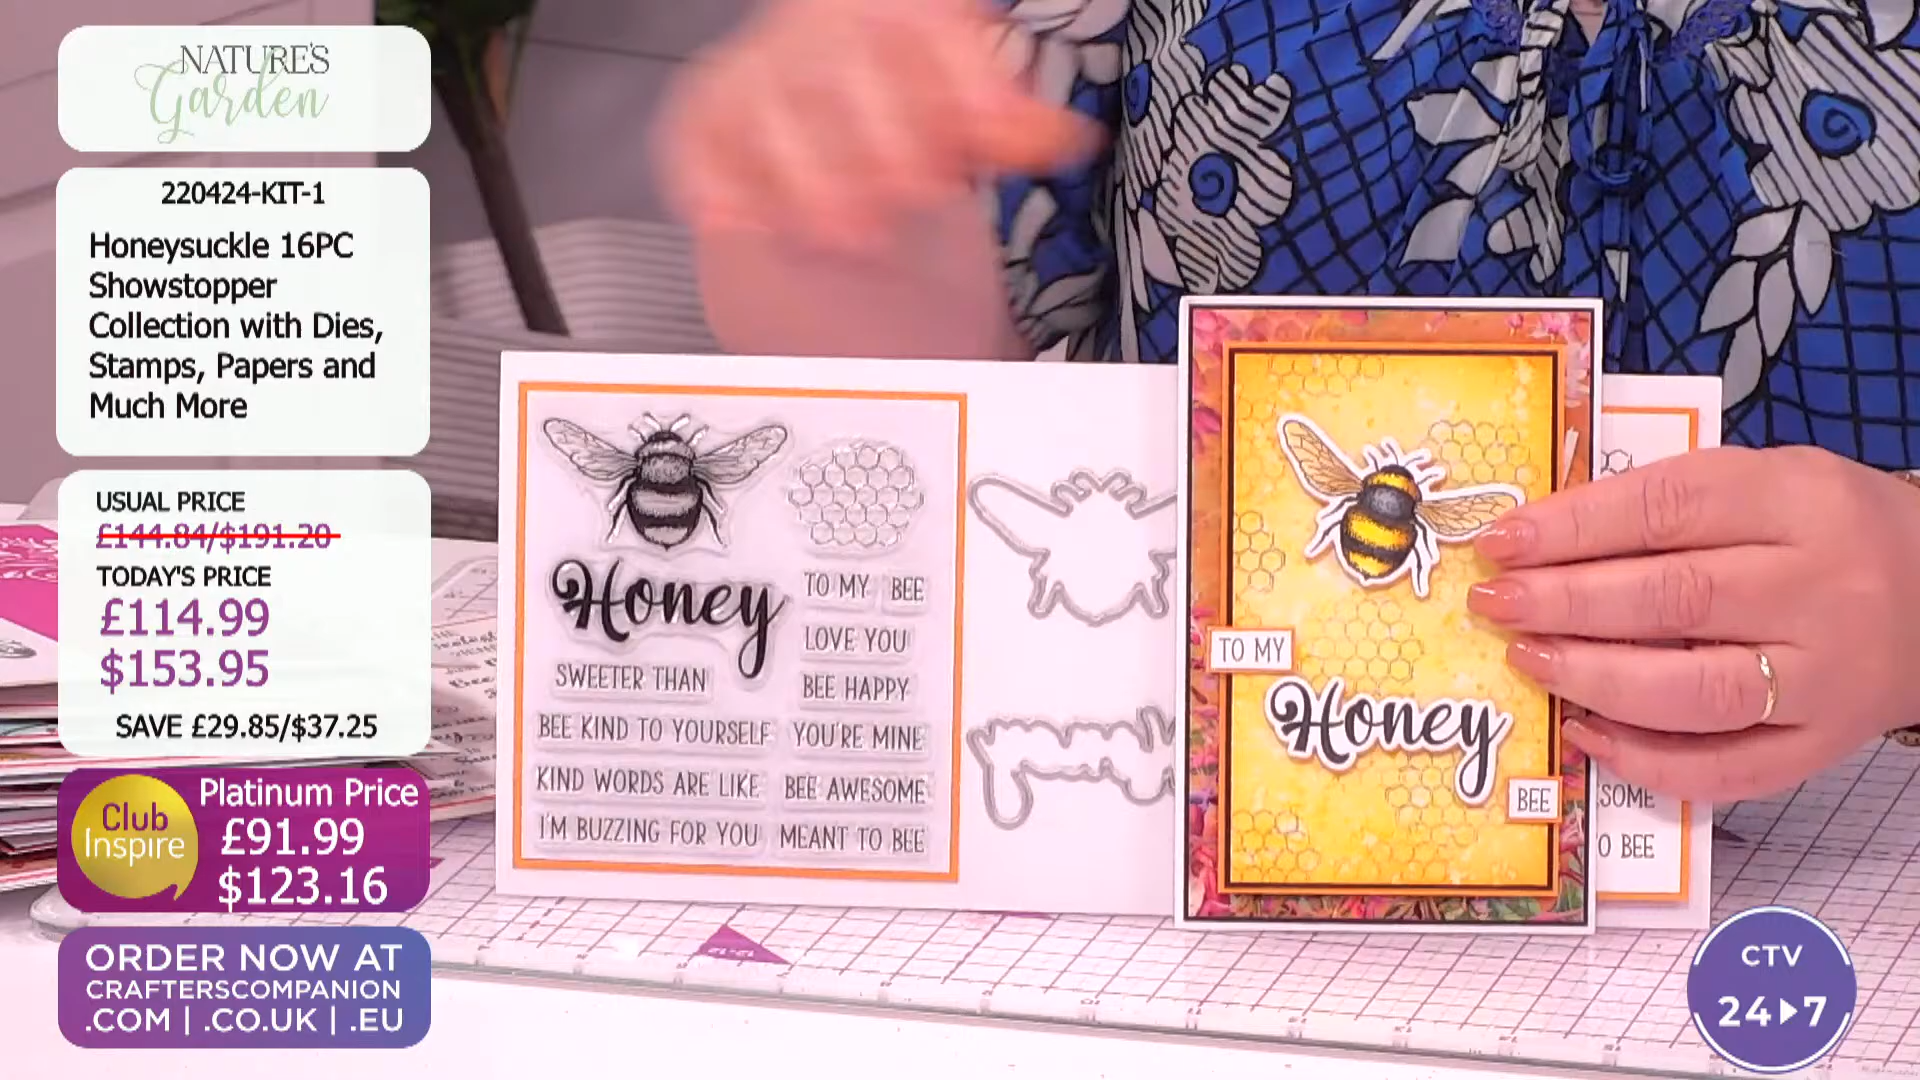 NATURE'S
Garden
220424-KIT-1
Honeysuckle 16PC
Showstopper
Collection with Dies,
Stamps, Papers and
Much More
USUAL PRICE
£144.84/$191.20
TODAY'S PRICE
£114.99
$153.95
SAVE £29.85/$37.25
Club
Inspire
Platinum Price
£91.99
$123.16
ORDER NOW AT
CRAFTERSCOMPANION
.COM | .CO.UK | .EU
Honey
TO MY BEE
LOVE YOU
SWEETER THAN
BEE HAPPY
BEE KIND TO YOURSELF
YOU'RE MINE
KIND WORDS ARE LIKE
BEE AWESOME
I'M BUZZING FOR YOU
MEANT TO BEE
TO MY
Honey
BEE
SOME
O BEE
CTV
24▶7